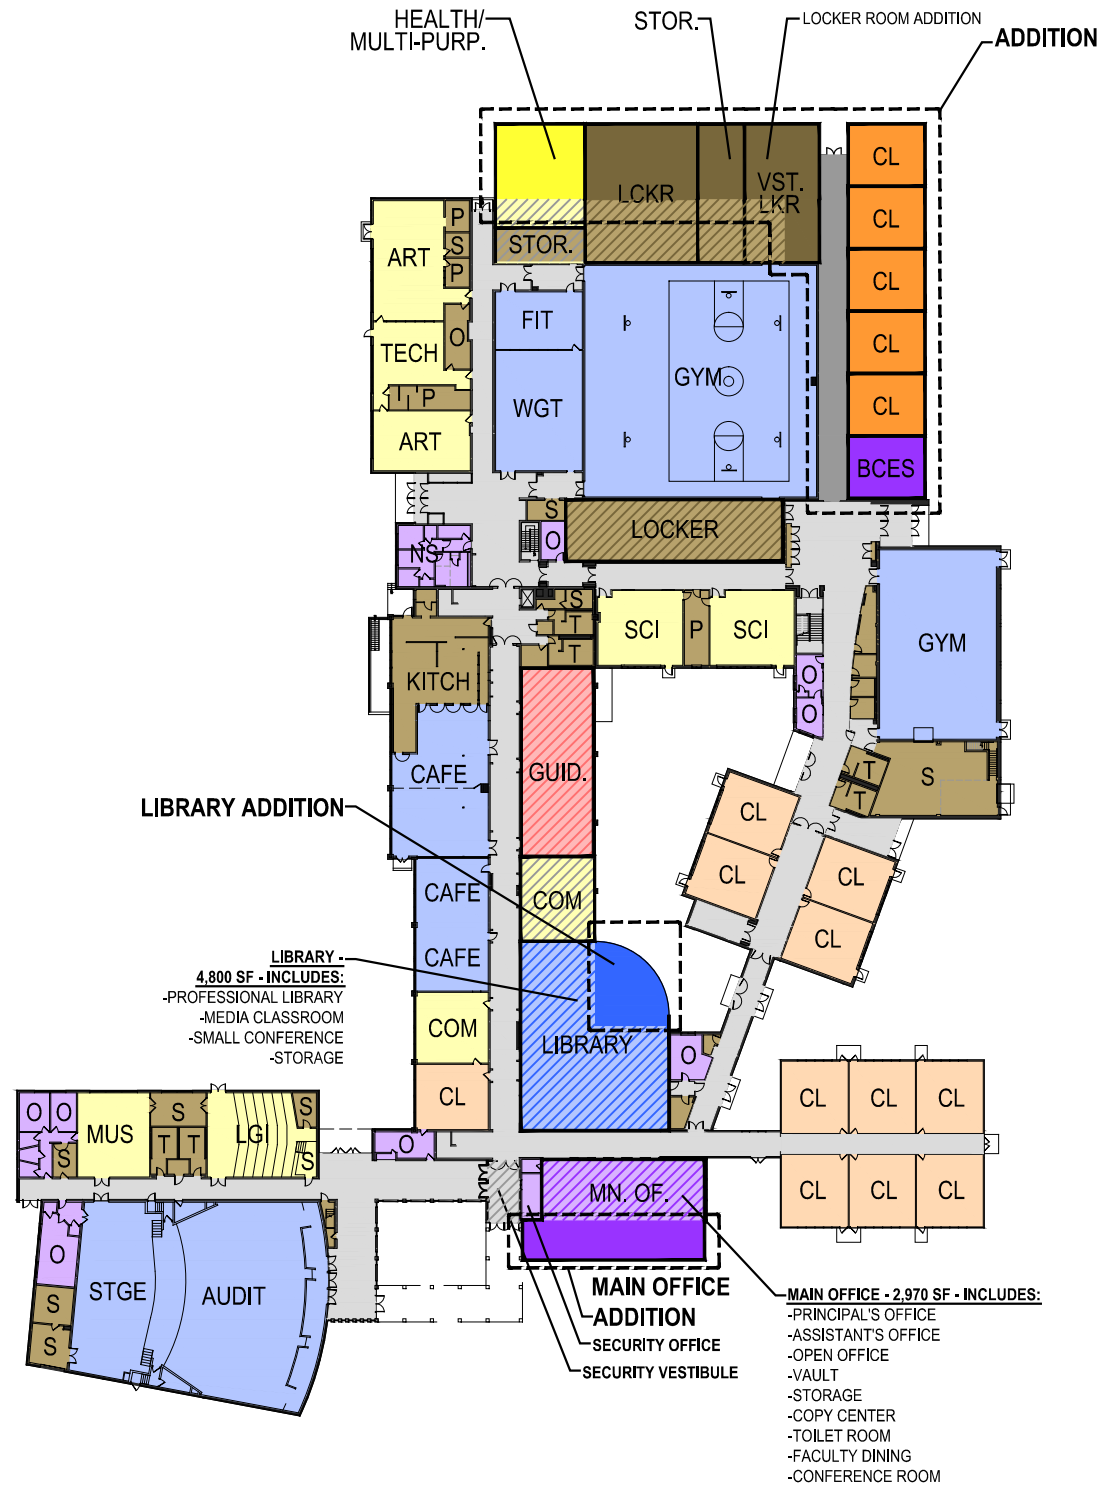 HEALTH/
MULTI-PURP.
STOR.
LOCKER ROOM ADDITION
ADDITION
CL
LCKR
VST.
LKR
P
ART
S
STOR.
P
CL
CL
FIT
O
TECH
GYM
CL
P
WGT
CL
ART
BCES
S
LOCKER
O
NS
S
T
SCI
P
SCI
GYM
T
T
KITCH
O
O
GUID.
CAFE
T
S
T
LIBRARY ADDITION
CL
CL
CL
CAFE
COM
CL
CAFE
LIBRARY -
4,800 SF - INCLUDES:
-PROFESSIONAL LIBRARY
-MEDIA CLASSROOM
-SMALL CONFERENCE
-STORAGE
COM
LIBRARY
O
CL
CL
CL
CL
O
O
MUS
S
T
T
S
LGI
S
S
O
MN. OF.
CL
CL
CL
O
STGE
AUDIT
S
S
MAIN OFFICE
ADDITION
SECURITY OFFICE
SECURITY VESTIBULE
MAIN OFFICE - 2,970 SF - INCLUDES:
-PRINCIPAL'S OFFICE
-ASSISTANT'S OFFICE
-OPEN OFFICE
-VAULT
-STORAGE
-COPY CENTER
-TOILET ROOM
-FACULTY DINING
-CONFERENCE ROOM